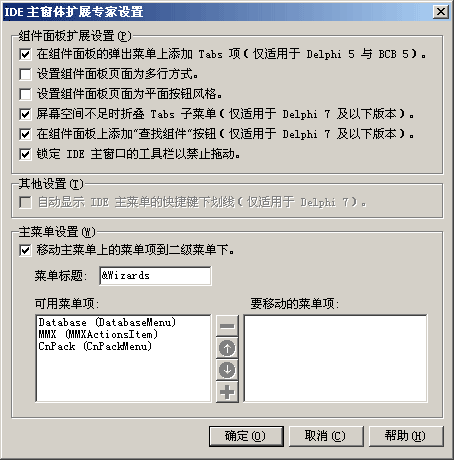 IDE 主窗体扩展专家设置
组件面板扩展设置(P)
在组件面板的弹出菜单上添加 Tabs 项(仅适用于 Delphi 5 与 BCB 5)。
设置组件面板页面为多行方式。
设置组件面板页面为平面按钮风格。
屏幕空间不足时折叠 Tabs 子菜单(仅适用于 Delphi 7 及以下版本)。
在组件面板上添加“查找组件”按钮(仅适用于 Delphi 7 及以下版本)。
锁定 IDE 主窗口的工具栏以禁止拖动。
其他设置(T)
自动显示 IDE 主菜单的快捷键下划线(仅适用于 Delphi 7)。
主菜单设置(W)
移动主菜单上的菜单项到二级菜单下。
菜单标题: &Wizards
可用菜单项: 要移动的菜单项:
Database (DatabaseMenu)
MMX (MMXActionsItem)
CnPack (CnPackMenu)
确定(O) 取消(C) 帮助(H)